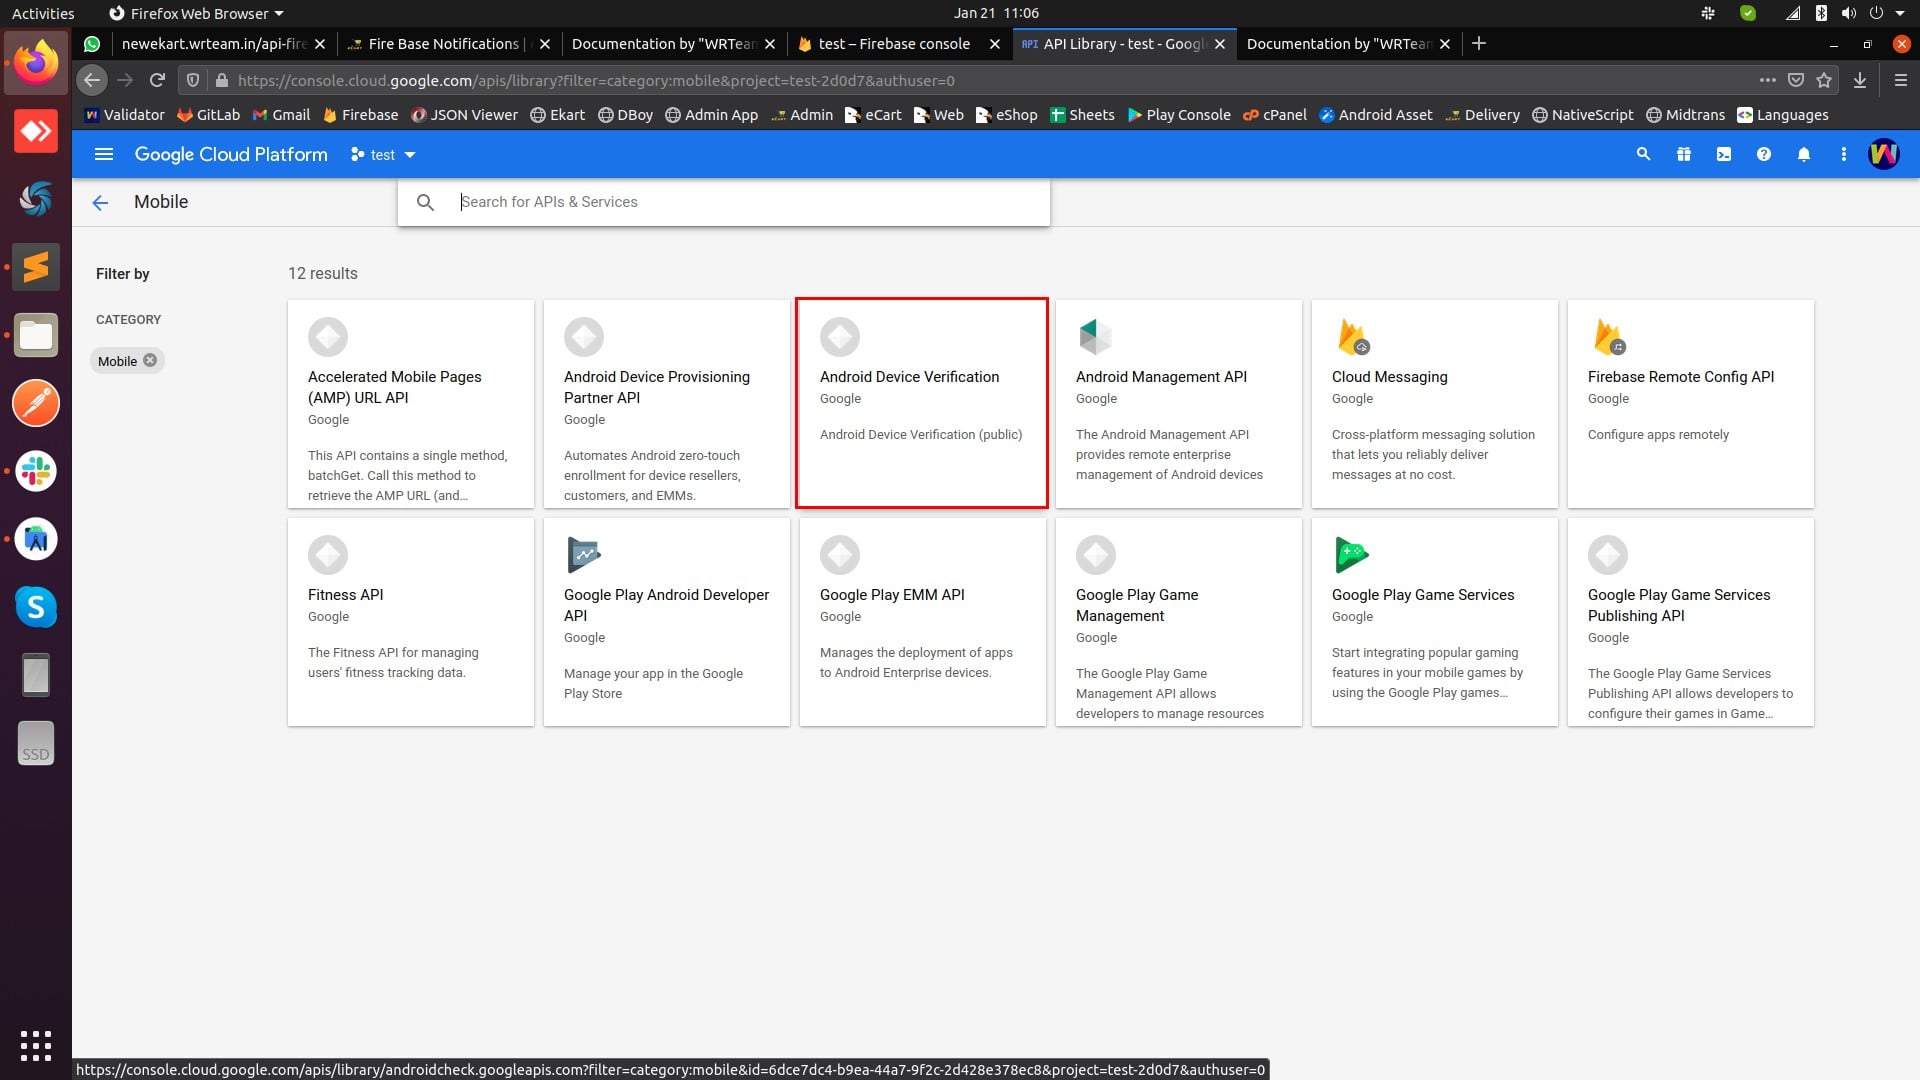 Activities
Firefox Web Browser
Jan 21 11:06
newekart.wrteam.in/api-fire
Fire Base Notifications |
Documentation by "WRTeam
test – Firebase console
API
API Library - test - Google
Documentation by "WRTeam
https://console.cloud.google.com/apis/library?filter=category:mobile&project=test-2d0d7&authuser=0
Validator
GitLab
Gmail
Firebase
JSON Viewer
Ekart
DBoy
Admin App
Admin
eCart
Web
eShop
Sheets
Play Console
cPanel
Android Asset
Delivery
NativeScript
Midtrans
Languages
Google Cloud Platform
test
Mobile
Search for APIs & Services
Filter by
12 results
CATEGORY
Mobile
Accelerated Mobile Pages
(AMP) URL API
Google
This API contains a single method,
batchGet. Call this method to
retrieve the AMP URL (and...
Android Device Provisioning
Partner API
Google
Automates Android zero-touch
enrollment for device resellers,
customers, and EMMs.
Android Device Verification
Google
Android Device Verification (public)
Android Management API
Google
The Android Management API
provides remote enterprise
management of Android devices
Cloud Messaging
Google
Cross-platform messaging solution
that lets you reliably deliver
messages at no cost.
Firebase Remote Config API
Google
Configure apps remotely
Fitness API
Google
The Fitness API for managing
users' fitness tracking data.
Google Play Android Developer
API
Google
Manage your app in the Google
Play Store
Google Play EMM API
Google
Manages the deployment of apps
to Android Enterprise devices.
Google Play Game
Management
Google
The Google Play Game
Management API allows
developers to manage resources
Google Play Game Services
Google
Start integrating popular gaming
features in your mobile games by
using the Google Play games...
Google Play Game Services
Publishing API
Google
The Google Play Game Services
Publishing API allows developers to
configure their games in Game...
SSD
https://console.cloud.google.com/apis/library/androidcheck.googleapis.com?filter=category:mobile&id=6dce7dc4-b9ea-44a7-9f2c-2d428e378ec8&project=test-2d0d7&authuser=0